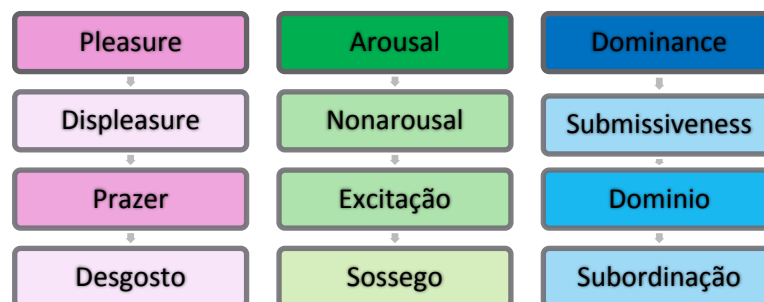 Pleasure
Arousal
Dominance
Displeasure
Nonarousal
Submissiveness
Prazer
Excitação
Dominio
Desgosto
Sossego
Subordinação